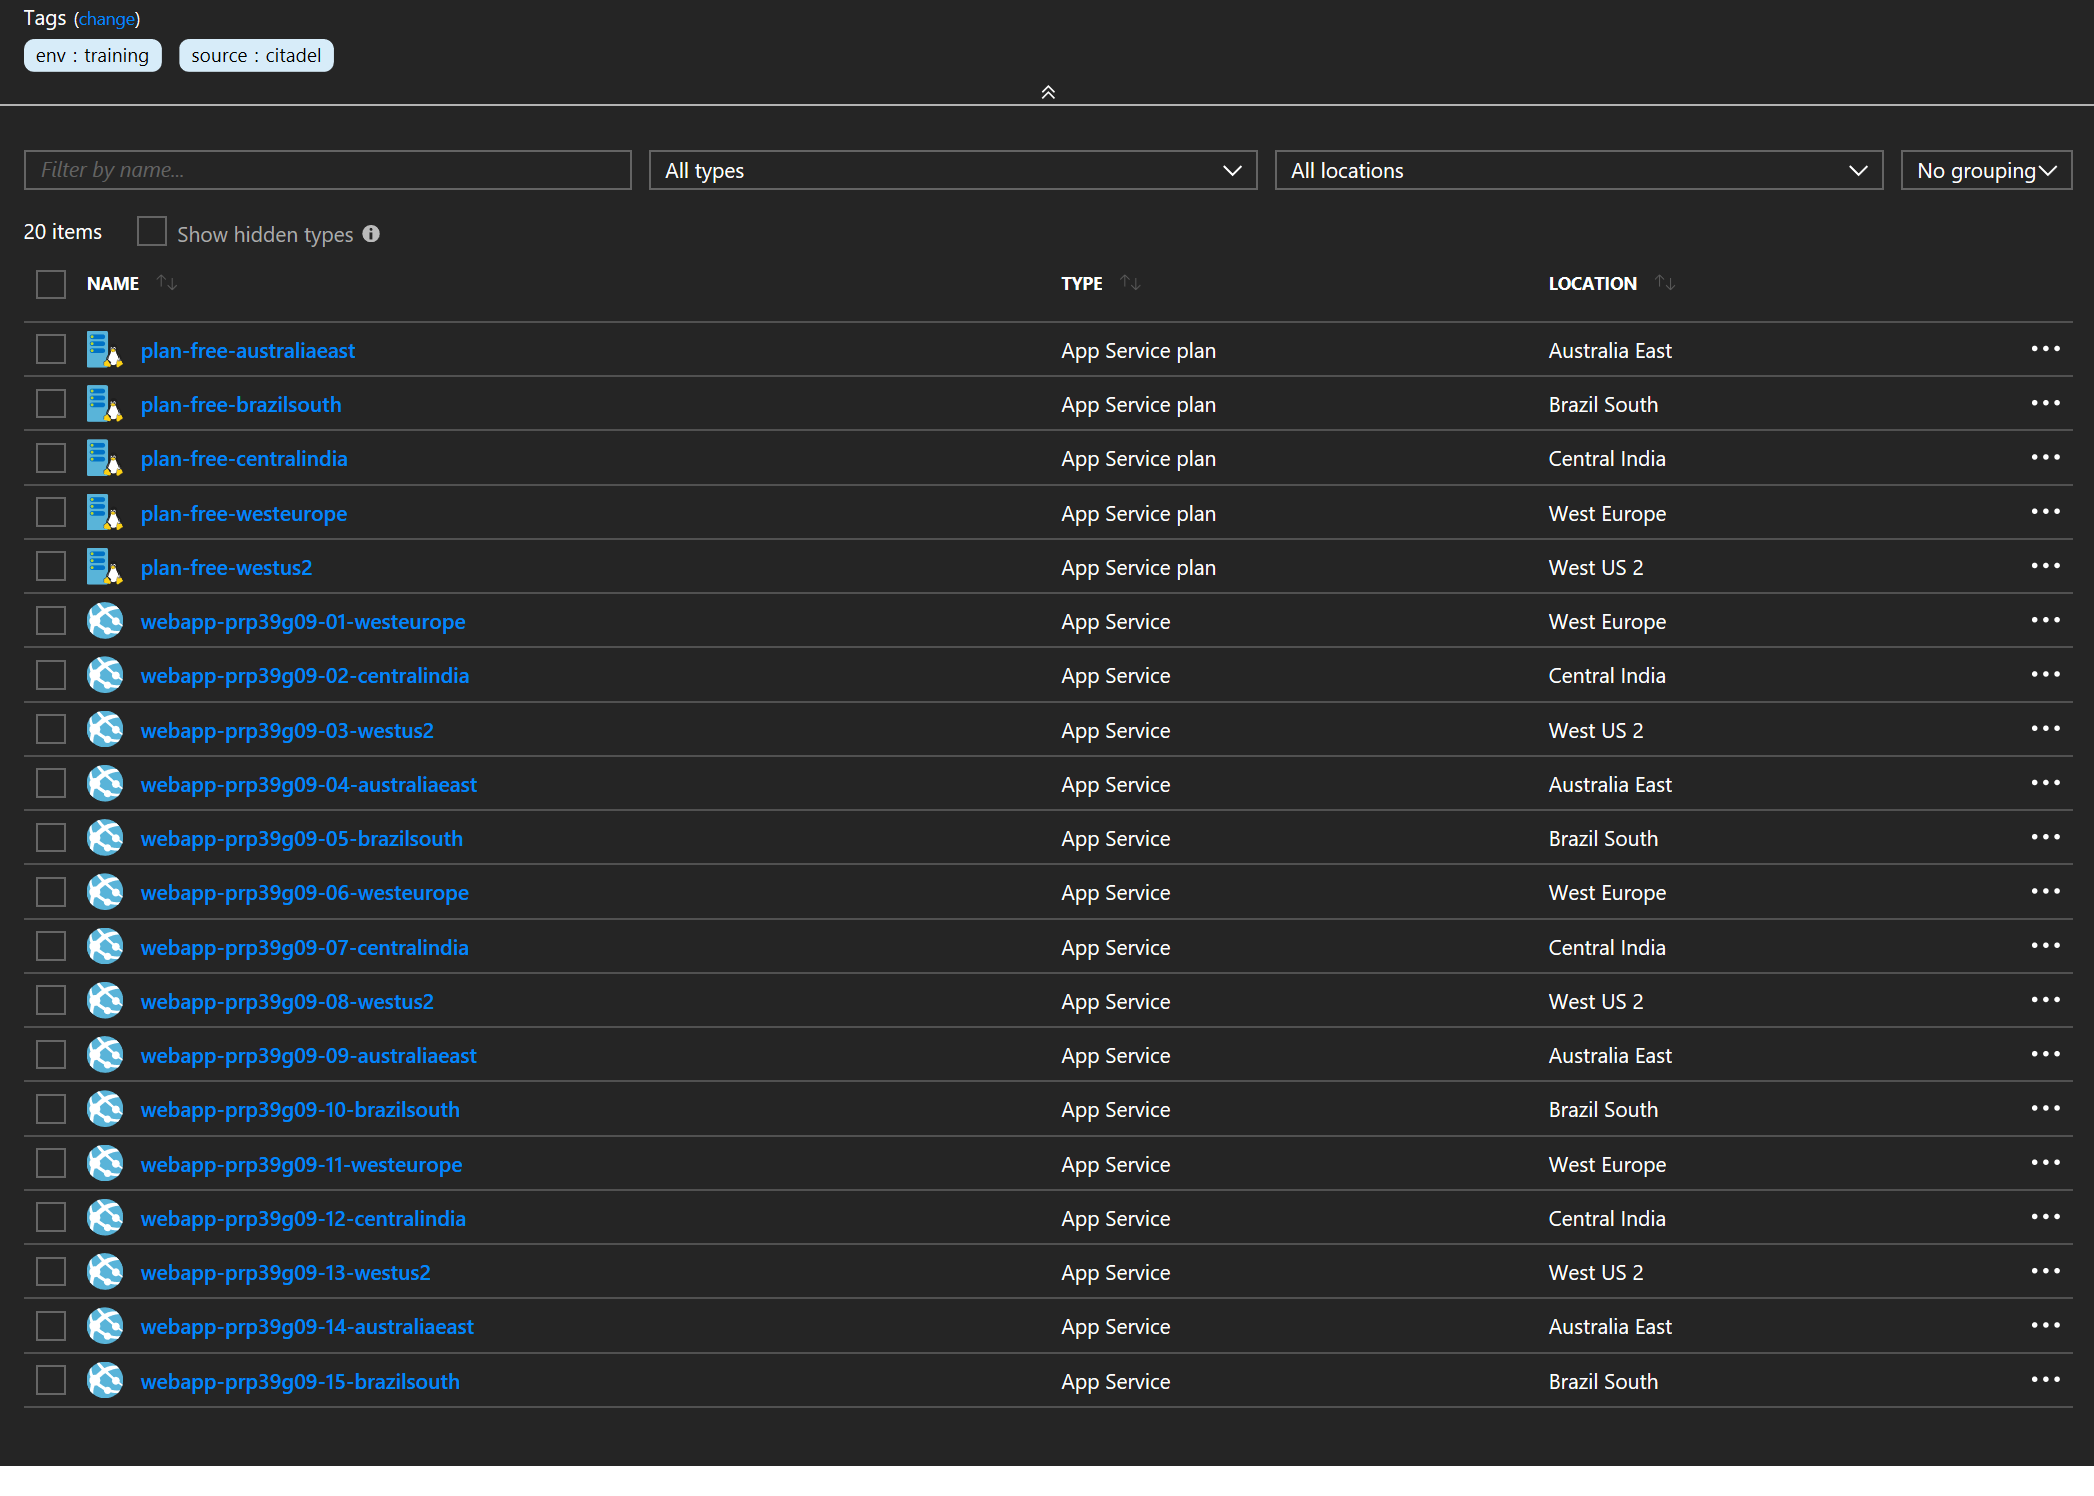 Tags (change)
env : training source : citadel
Filter by name... All types All locations No grouping
20 items Show hidden types
NAME TYPE LOCATION
plan-free-australiaeast App Service plan Australia East
plan-free-brazilsouth App Service plan Brazil South
plan-free-centralindia App Service plan Central India
plan-free-westeurope App Service plan West Europe
plan-free-westus2 App Service plan West US 2
webapp-prp39g09-01-westeurope App Service West Europe
webapp-prp39g09-02-centralindia App Service Central India
webapp-prp39g09-03-westus2 App Service West US 2
webapp-prp39g09-04-australiaeast App Service Australia East
webapp-prp39g09-05-brazilsouth App Service Brazil South
webapp-prp39g09-06-westeurope App Service West Europe
webapp-prp39g09-07-centralindia App Service Central India
webapp-prp39g09-08-westus2 App Service West US 2
webapp-prp39g09-09-australiaeast App Service Australia East
webapp-prp39g09-10-brazilsouth App Service Brazil South
webapp-prp39g09-11-westeurope App Service West Europe
webapp-prp39g09-12-centralindia App Service Central India
webapp-prp39g09-13-westus2 App Service West US 2
webapp-prp39g09-14-australiaeast App Service Australia East
webapp-prp39g09-15-brazilsouth App Service Brazil South